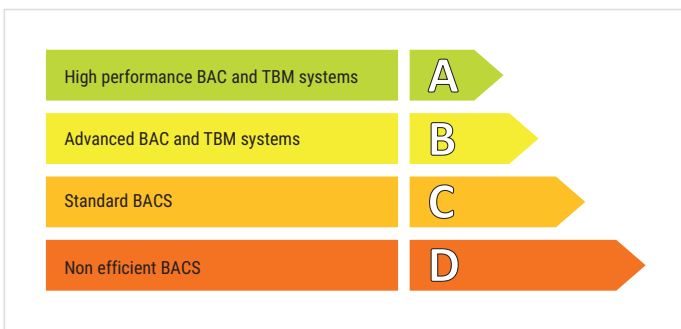 High performance BAC and TBM systems A
Advanced BAC and TBM systems B
Standard BACS C
Non efficient BACS D